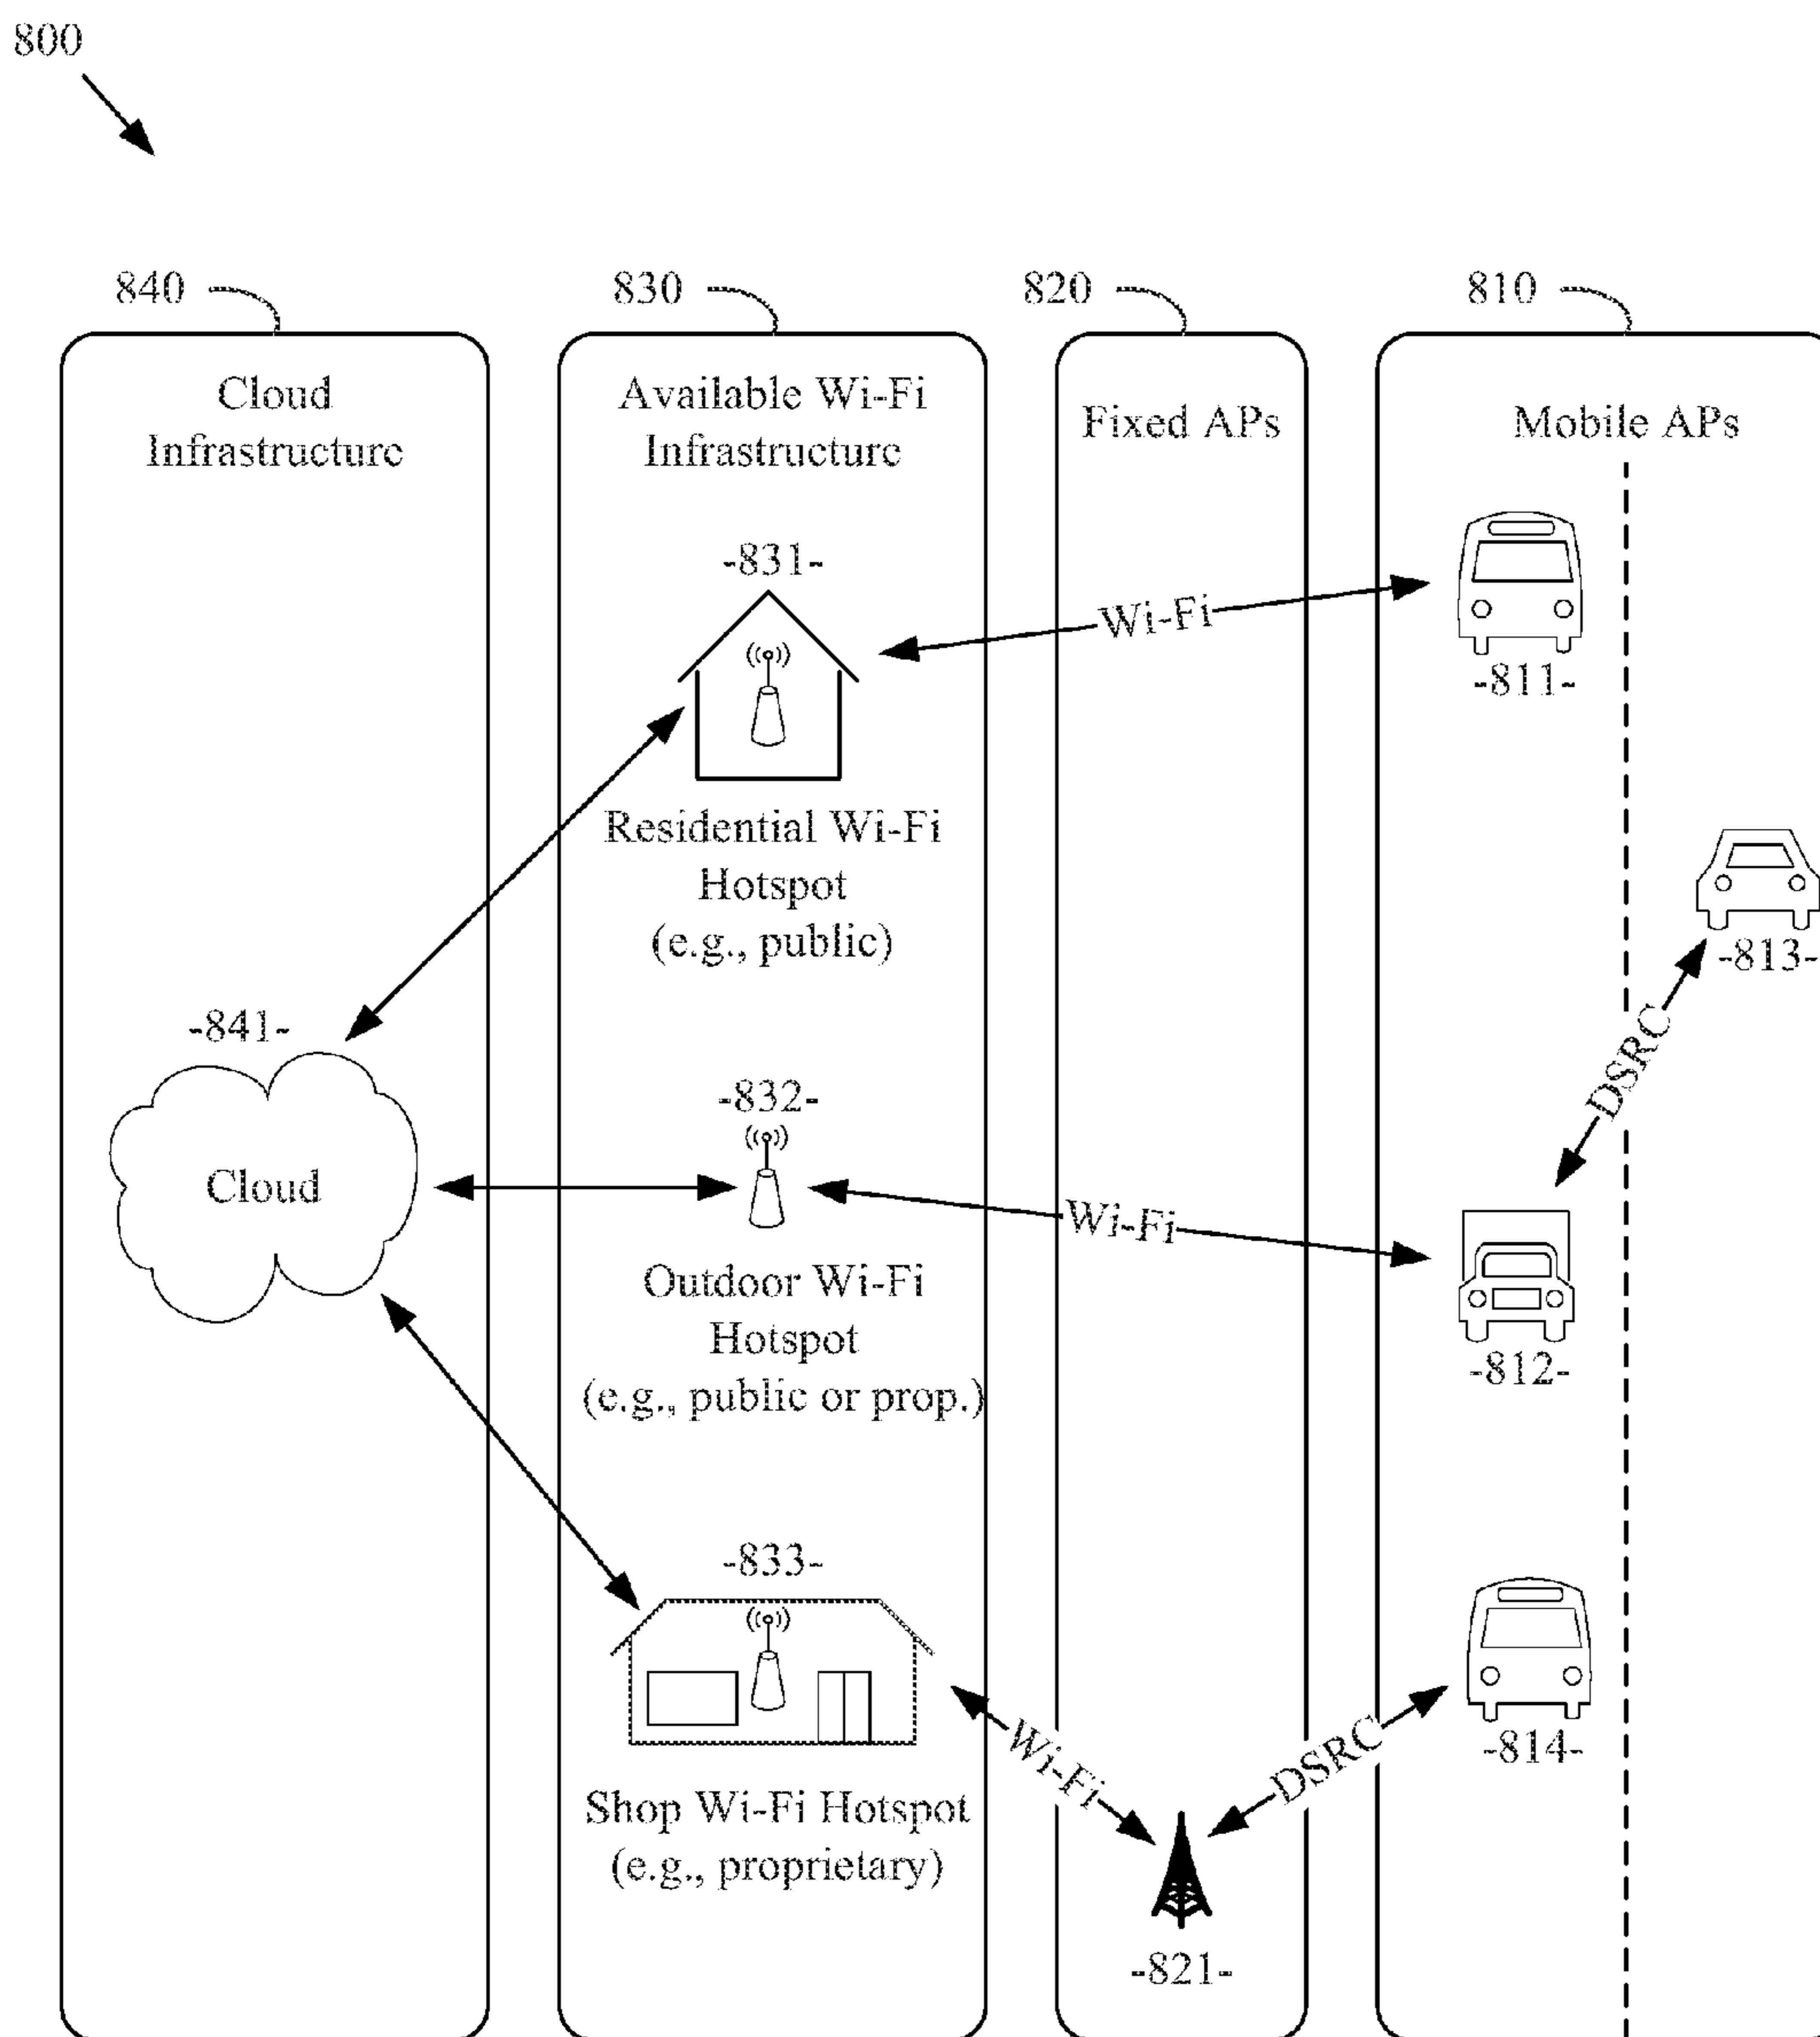 800
840
830
820
810
Cloud
Infrastructure
Available Wi-Fi
Infrastructure
Fixed APs
Mobile APs
-831-
Wi-Fi
-811-
Residential Wi-Fi
Hotspot
(e.g., public)
-813-
DSRC
-841-
Cloud
-832-
Wi-Fi
Outdoor Wi-Fi
Hotspot
(e.g., public or prop.)
-812-
-833-
Wi-Fi
DSRC
-814-
Shop Wi-Fi Hotspot
(e.g., proprietary)
-821-